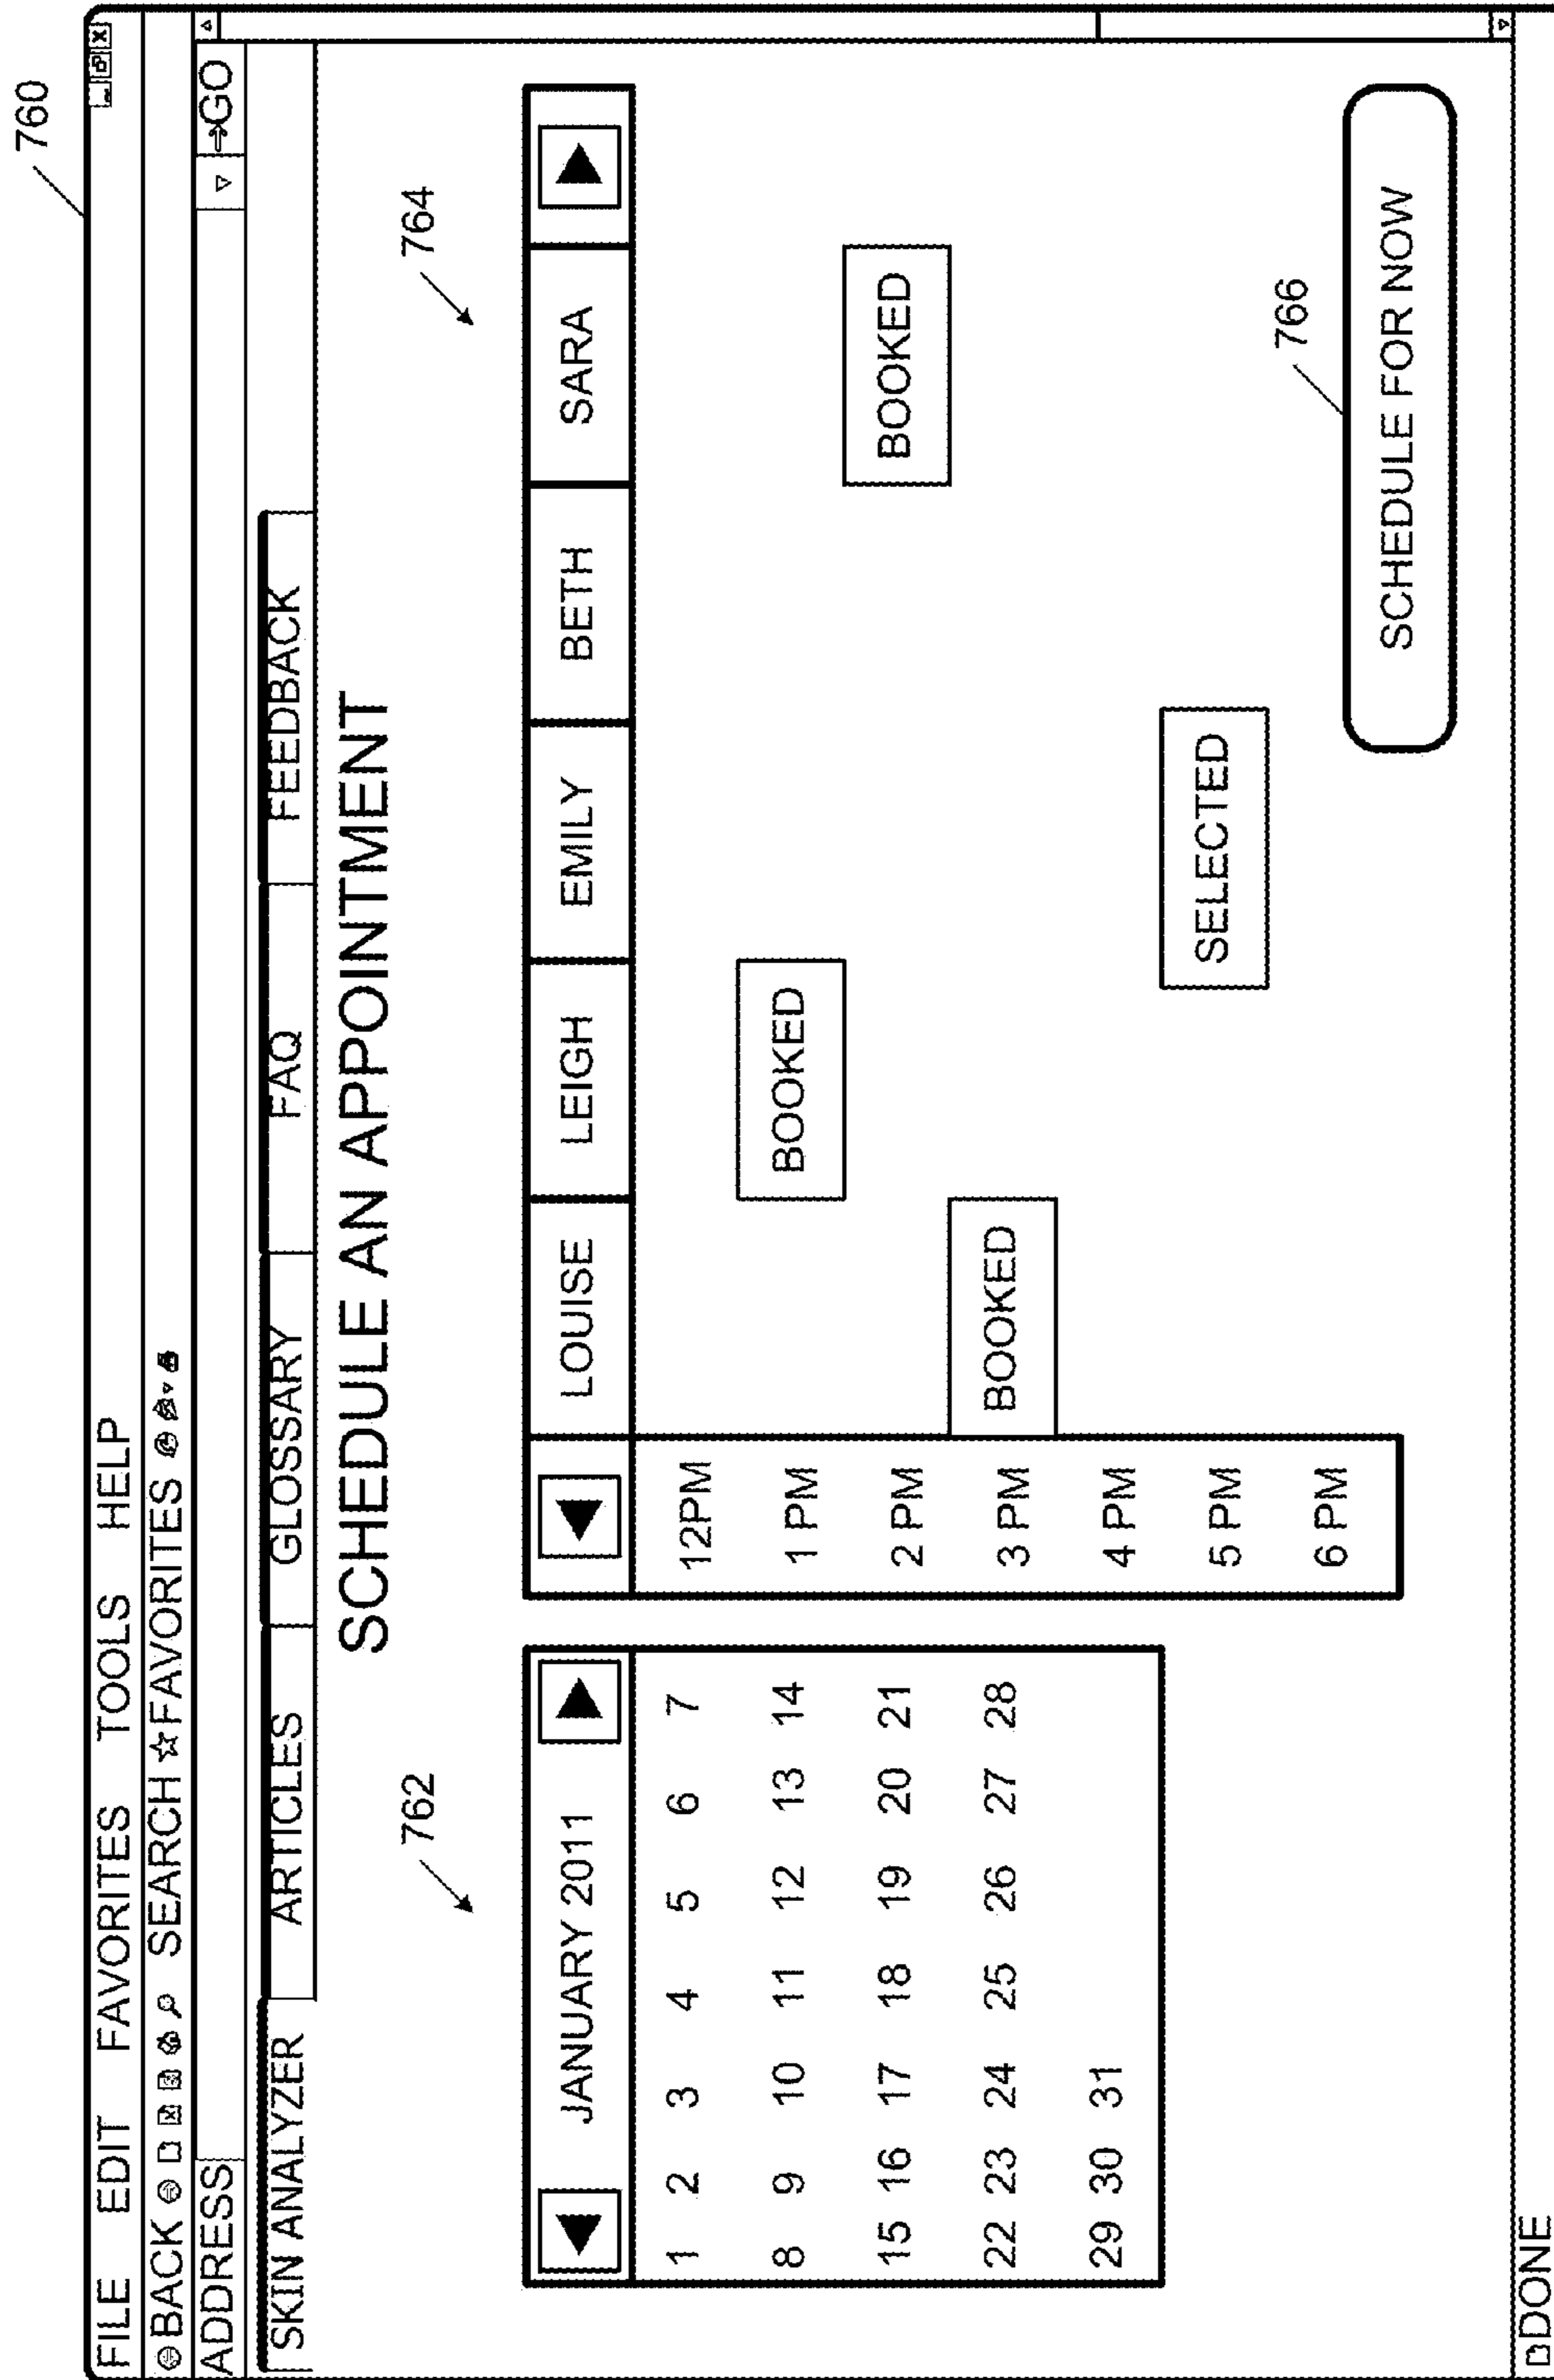 760
FILE EDIT FAVORITES TOOLS HELP
BACK SEARCH FAVORITES
ADDRESS GO
SKIN ANALYZER ARTICLES GLOSSARY FAQ FEEDBACK
SCHEDULE AN APPOINTMENT
762 764
JANUARY 2011 LOUISE LEIGH EMILY BETH SARA
1 2 3 4 5 6 7 12PM
8 9 10 11 12 13 14 1 PM BOOKED
15 16 17 18 19 20 21 2 PM BOOKED
22 23 24 25 26 27 28 3 PM BOOKED
29 30 31 4 PM
5 PM SELECTED
766
6 PM
SCHEDULE FOR NOW
DONE